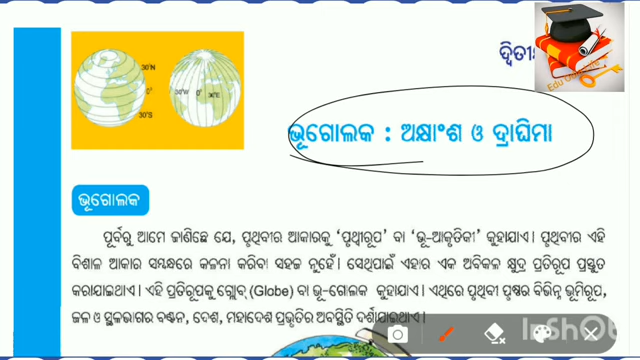 30°N
0°
30°S
30°W 0° 30°E
Edu Universe
ଭୂଗୋଲକ : ଅକ୍ଷାଂଶ ଓ ଦ୍ରାଘିମା
ଭୂଗୋଲକ
ପୂର୍ବରୁ ଆମେ ଜାଣିଛେ ଯେ, ପୃଥିବୀର ଆକାରକୁ ‘ପୃଥ୍ୱୀରୂପ’ ବା ‘ଭୂ-ଆକୃତିକୀ’ କୁହାଯାଏ। ପୃଥିବୀର ଏହି
ବିଶାଳ ଆକାର ସମ୍ବନ୍ଧରେ କଳନା କରିବା ସହଜ ନୁହେଁ। ସେଥିପାଇଁ ଏହାର ଏକ ଅବିକଳ କ୍ଷୁଦ୍ର ପ୍ରତିରୂପ ପ୍ରସ୍ତୁତ
କରାଯାଇଥାଏ। ଏହି ପ୍ରତିରୂପକୁ ଗ୍ଲୋବ୍ (Globe) ବା ଭୂ-ଗୋଲକ କୁହାଯାଏ। ଏଥିରେ ପୃଥିବୀ ପୃଷ୍ଠର ବିଭିନ୍ନ ଭୂମିରୂପ,
ଜଳ ଓ ସ୍ଥଳଭାଗର ବଣ୍ଟନ, ଦେଶ, ମହାଦେଶ ପ୍ରଭୃତିର ଅବସ୍ଥିତି ଦର୍ଶାଯାଇଥାଏ।